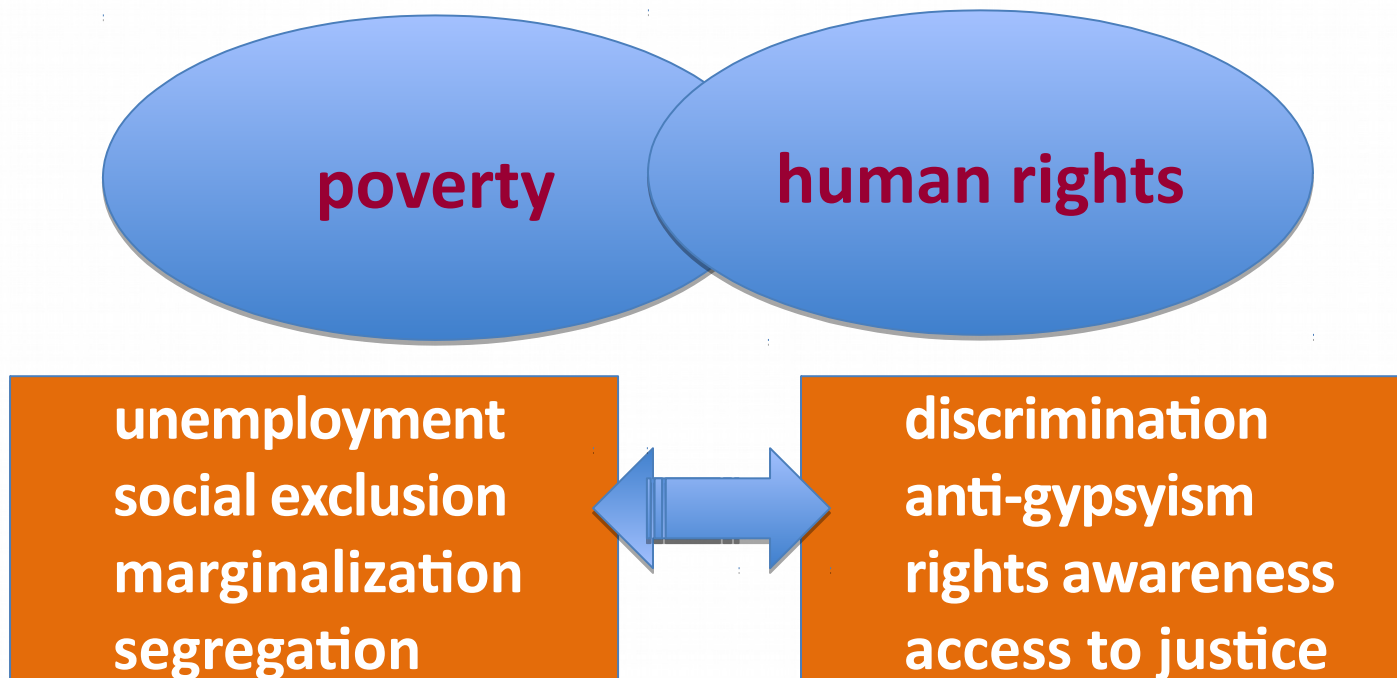 poverty
human rights
unemployment
social exclusion
marginalization
segregation
discrimination
anti-gypsyism
rights awareness
access to justice